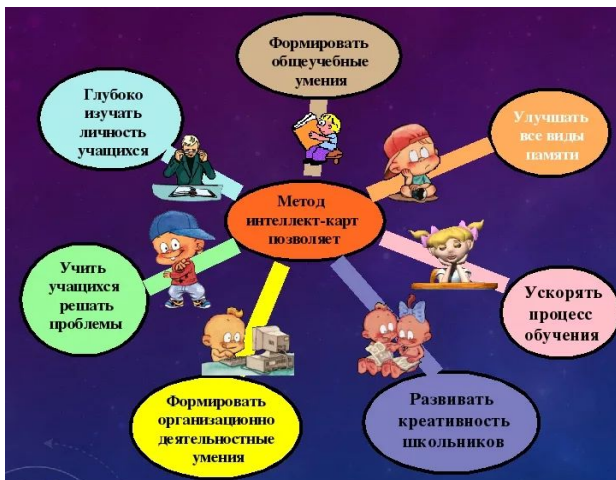 Формировать
общеучебные
умения
Глубоко
изучать
личность
учащихся
Улучшать
все виды
памяти
Метод
интеллект-карт
позволяет
Учить
учащихся
решать
проблемы
Ускорять
процесс
обучения
Формировать
организационно
деятельностные
умения
Развивать
креативность
школьников